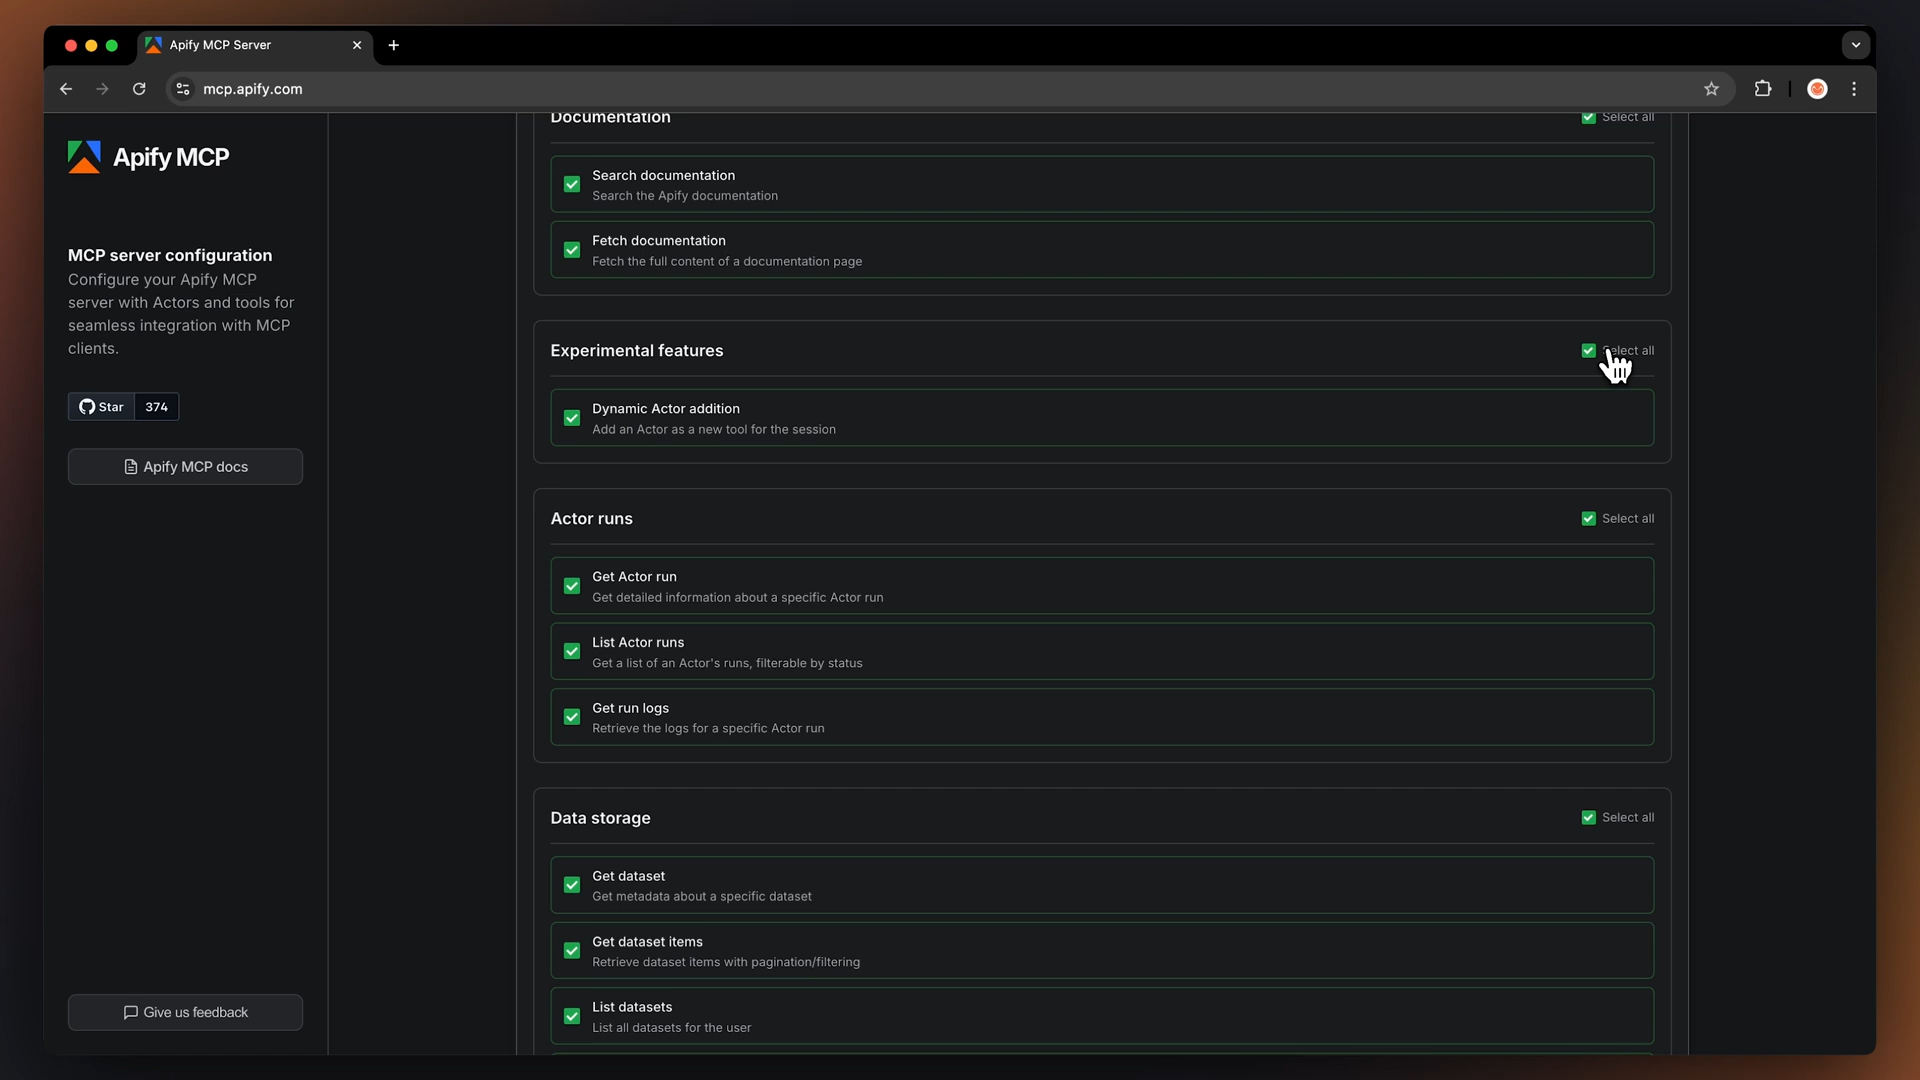 Apify MCP Server
mcp.apify.com
Apify MCP
MCP server configuration
Configure your Apify MCP
server with Actors and tools for
seamless integration with MCP
clients.
Star 374
Apify MCP docs
Give us feedback
Documentation
Select all
Search documentation
Search the Apify documentation
Fetch documentation
Fetch the full content of a documentation page
Experimental features
Select all
Dynamic Actor addition
Add an Actor as a new tool for the session
Actor runs
Select all
Get Actor run
Get detailed information about a specific Actor run
List Actor runs
Get a list of an Actor's runs, filterable by status
Get run logs
Retrieve the logs for a specific Actor run
Data storage
Select all
Get dataset
Get metadata about a specific dataset
Get dataset items
Retrieve dataset items with pagination/filtering
List datasets
List all datasets for the user